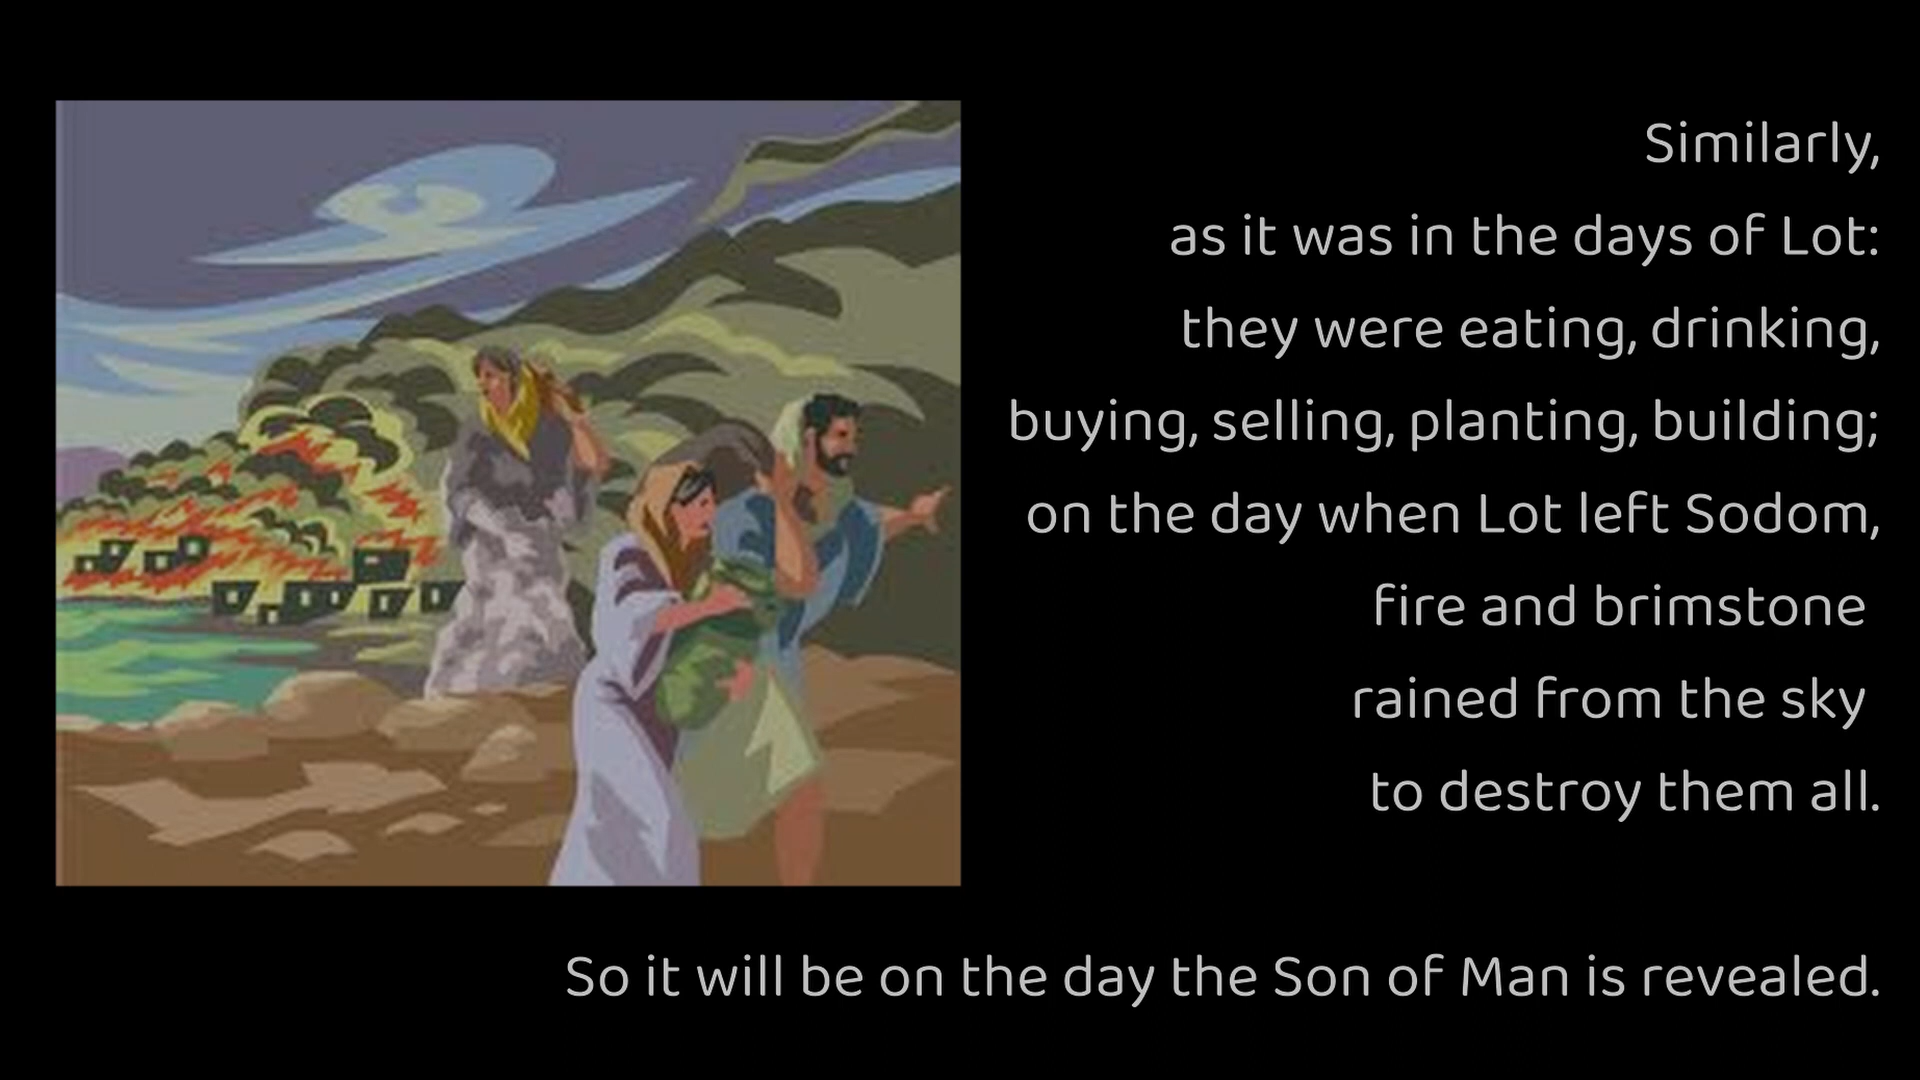 Similarly,
as it was in the days of Lot:
they were eating, drinking,
buying, selling, planting, building;
on the day when Lot left Sodom,
fire and brimstone
rained from the sky
to destroy them all.
So it will be on the day the Son of Man is revealed.